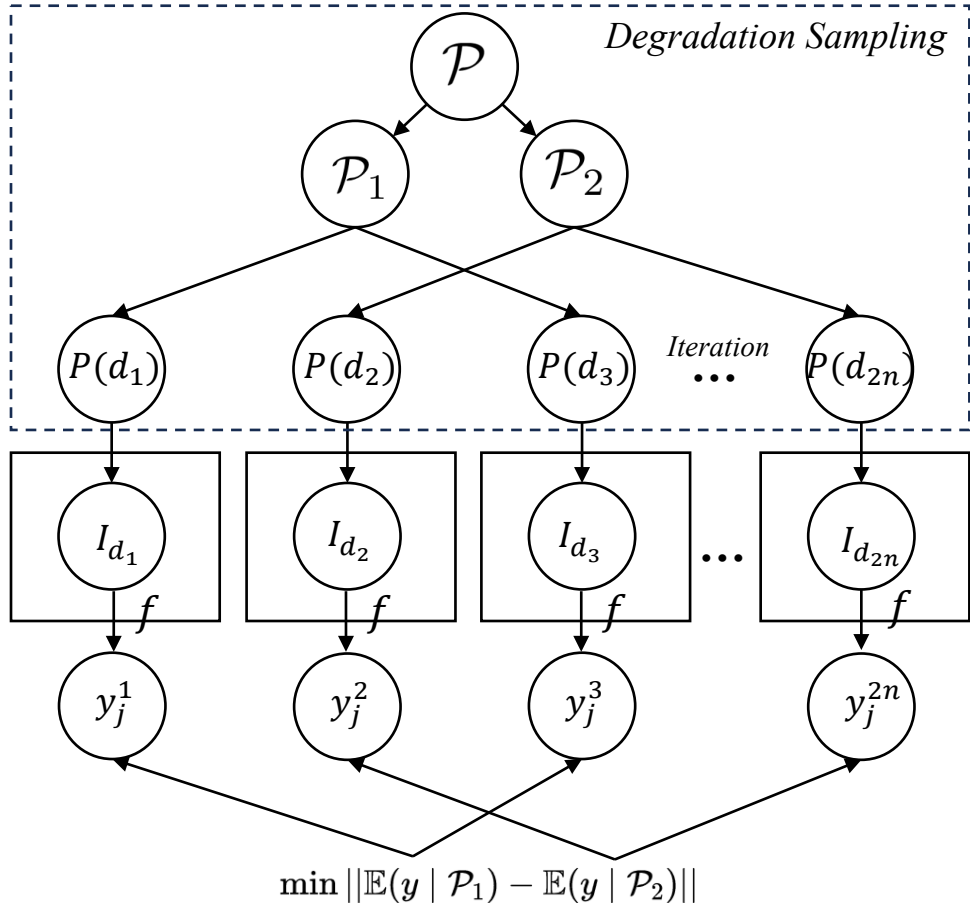 Degradation Sampling
𝒫
𝒫₁ 𝒫₂
Iteration
P(d₁) P(d₂) P(d₃) ... P(d₂ₙ)
I_{d₁} I_{d₂} I_{d₃} ... I_{d₂ₙ}
f f f f
y_j^1 y_j^2 y_j^3 y_j^{2n}
min ||𝔼(y | 𝒫₁) − 𝔼(y | 𝒫₂)||